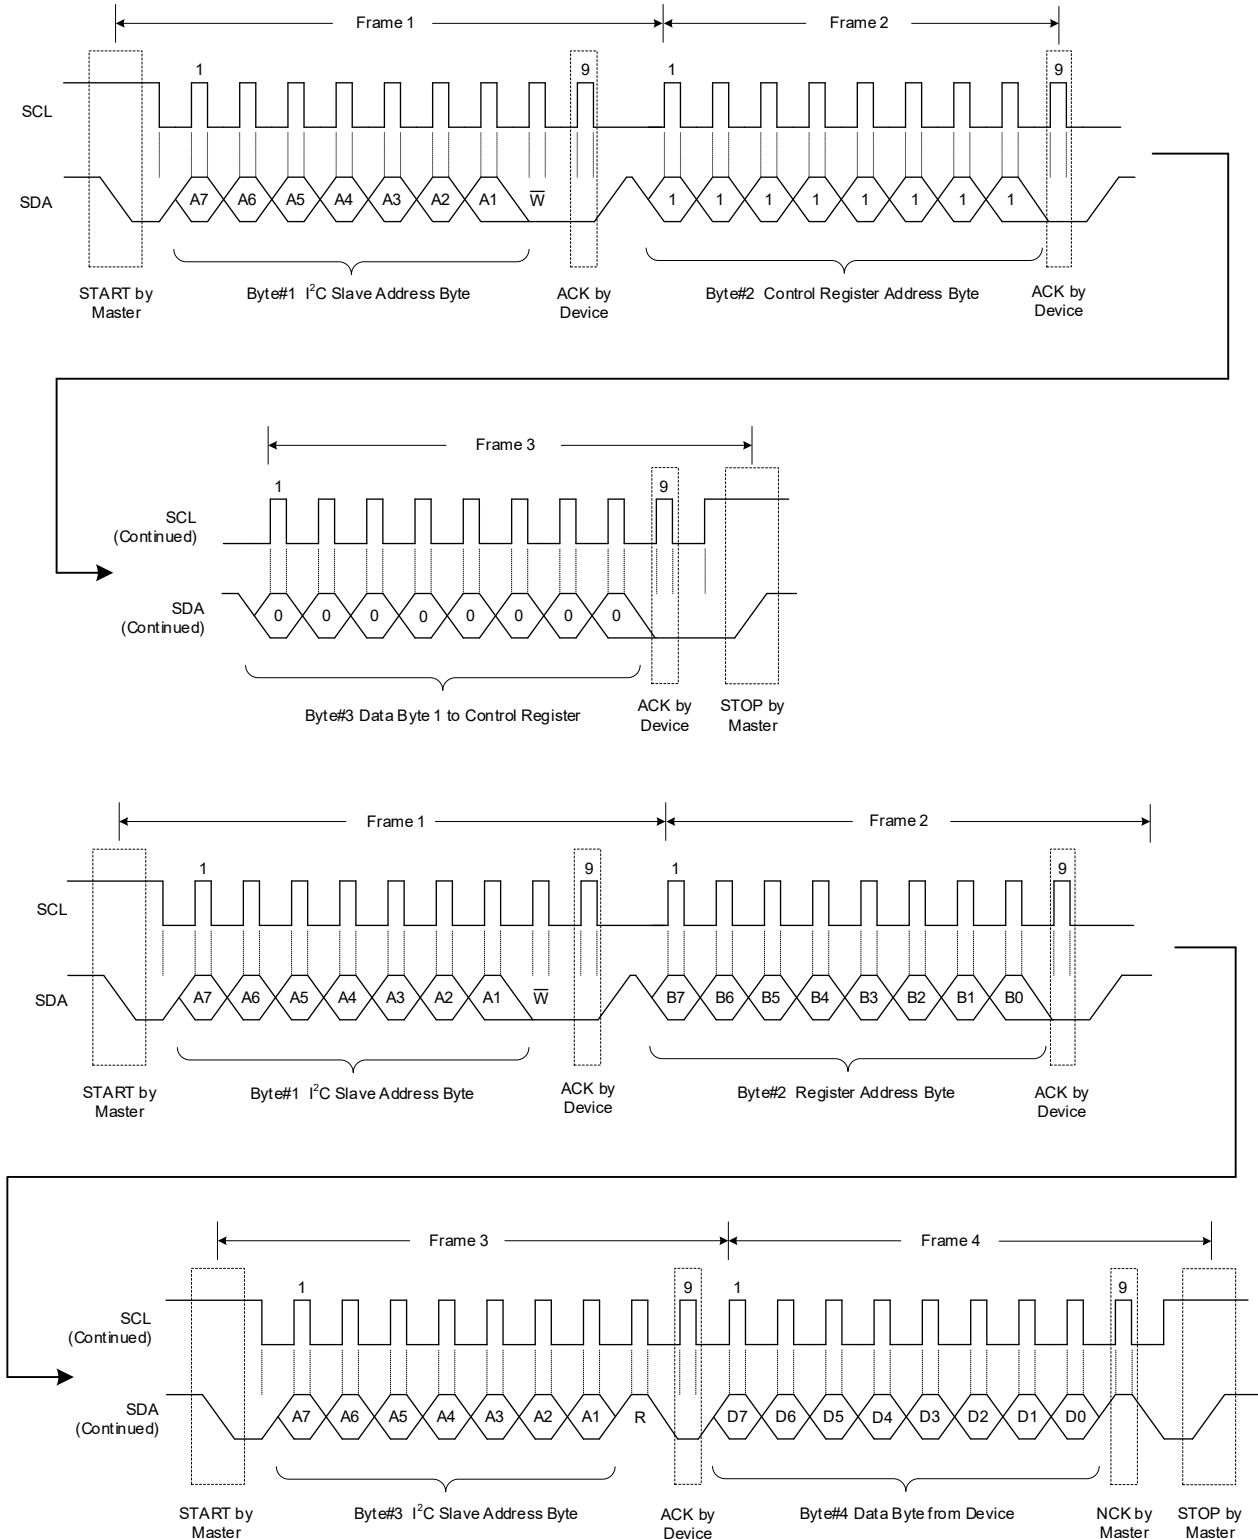 Frame 1 Frame 2
1 9 1 9
SCL
SDA A7 A6 A5 A4 A3 A2 A1 W̅ 1 1 1 1 1 1 1 1
START by Master
Byte#1 I²C Slave Address Byte
ACK by Device
Byte#2 Control Register Address Byte
ACK by Device
Frame 3
1 9
SCL
(Continued)
SDA
(Continued)
0 0 0 0 0 0 0 0
Byte#3 Data Byte 1 to Control Register
ACK by Device
STOP by Master
Frame 1 Frame 2
1 9 1 9
SCL
SDA A7 A6 A5 A4 A3 A2 A1 W̅ B7 B6 B5 B4 B3 B2 B1 B0
START by Master
Byte#1 I²C Slave Address Byte
ACK by Device
Byte#2 Register Address Byte
ACK by Device
Frame 3 Frame 4
1 9 1 9
SCL
(Continued)
SDA
(Continued)
A7 A6 A5 A4 A3 A2 A1 R D7 D6 D5 D4 D3 D2 D1 D0
START by Master
Byte#3 I²C Slave Address Byte
ACK by Device
Byte#4 Data Byte from Device
NCK by Master
STOP by Master